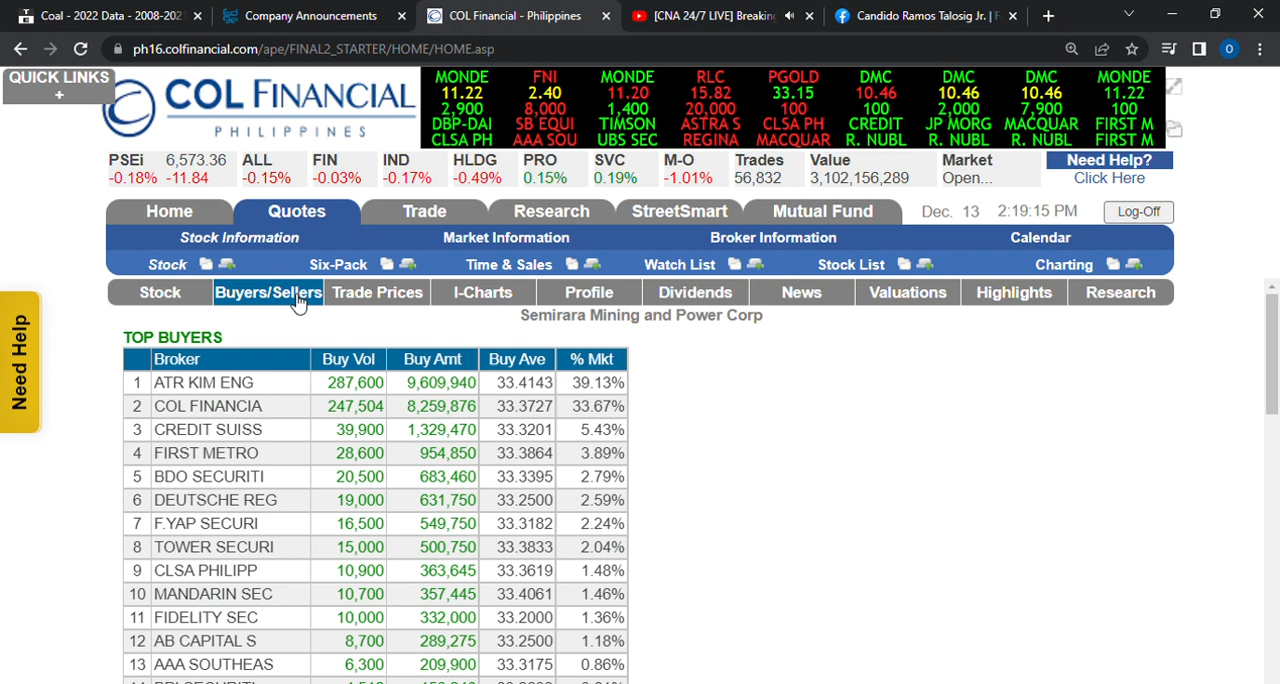 Coal - 2022 Data - 2008-202
Company Announcements
COL Financial - Philippines
[CNA 24/7 LIVE] Breaking
Candido Ramos Talosig Jr. | F
ph16.colfinancial.com/ape/FINAL2_STARTER/HOME/HOME.asp
O
QUICK LINKS
+
COL FINANCIAL
PHILIPPINES
MONDE FNI MONDE RLC PGOLD DMC DMC DMC MONDE
11.22 2.40 11.20 15.82 33.15 10.46 10.46 10.46 11.22
2,900 8,000 1,400 20,000 100 100 2,000 7,900 100
DBP-DAI SB EQUI TIMSON ASTRA S CLSA PH CREDIT JP MORG MACQUAR FIRST M
CLSA PH AAA SOU UBS SEC REGINA MACQUAR R. NUBL R. NUBL R. NUBL FIRST M
PSEi 6,573.36 ALL FIN IND HLDG PRO SVC M-O Trades Value Market Need Help?
-0.18% -11.84 -0.15% -0.03% -0.17% -0.49% 0.15% 0.19% -1.01% 56,832 3,102,156,289 Open... Click Here
Home Quotes Trade Research StreetSmart Mutual Fund Dec. 13 2:19:15 PM Log-Off
Stock Information Market Information Broker Information Calendar
Stock Six-Pack Time & Sales Watch List Stock List Charting
Stock Buyers/Sellers Trade Prices I-Charts Profile Dividends News Valuations Highlights Research
Semirara Mining and Power Corp
Need Help
TOP BUYERS
Broker Buy Vol Buy Amt Buy Ave % Mkt
1 ATR KIM ENG 287,600 9,609,940 33.4143 39.13%
2 COL FINANCIA 247,504 8,259,876 33.3727 33.67%
3 CREDIT SUISS 39,900 1,329,470 33.3201 5.43%
4 FIRST METRO 28,600 954,850 33.3864 3.89%
5 BDO SECURITI 20,500 683,460 33.3395 2.79%
6 DEUTSCHE REG 19,000 631,750 33.2500 2.59%
7 F.YAP SECURI 16,500 549,750 33.3182 2.24%
8 TOWER SECURI 15,000 500,750 33.3833 2.04%
9 CLSA PHILIPP 10,900 363,645 33.3619 1.48%
10 MANDARIN SEC 10,700 357,445 33.4061 1.46%
11 FIDELITY SEC 10,000 332,000 33.2000 1.36%
12 AB CAPITAL S 8,700 289,275 33.2500 1.18%
13 AAA SOUTHEAS 6,300 209,900 33.3175 0.86%